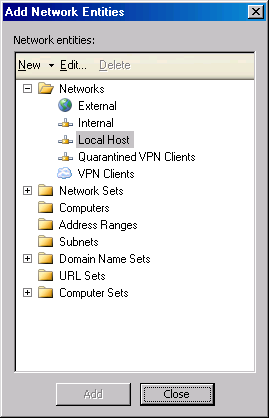 Add Network Entities
Network entities:
New Edit... Delete
Networks
External
Internal
Local Host
Quarantined VPN Clients
VPN Clients
Network Sets
Computers
Address Ranges
Subnets
Domain Name Sets
URL Sets
Computer Sets
Add Close